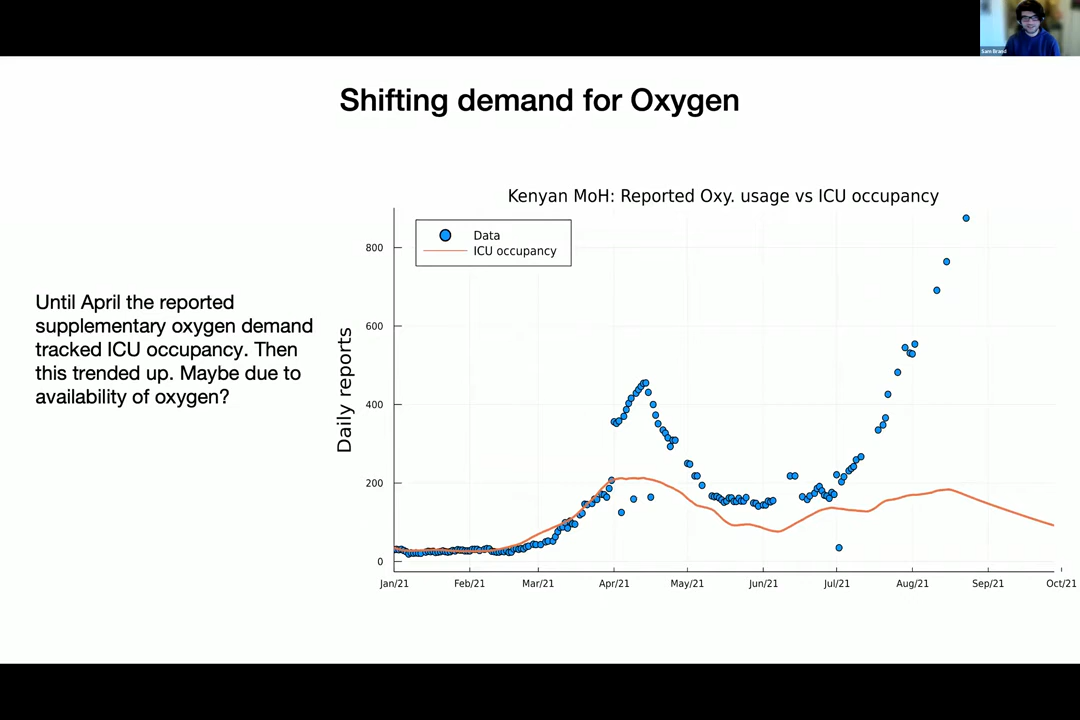 Sam Brand
Shifting demand for Oxygen
Kenyan MoH: Reported Oxy. usage vs ICU occupancy
Data
ICU occupancy
Until April the reported
supplementary oxygen demand
tracked ICU occupancy. Then
this trended up. Maybe due to
availability of oxygen?
Daily reports
800
600
400
200
0
Jan/21 Feb/21 Mar/21 Apr/21 May/21 Jun/21 Jul/21 Aug/21 Sep/21 Oct/21